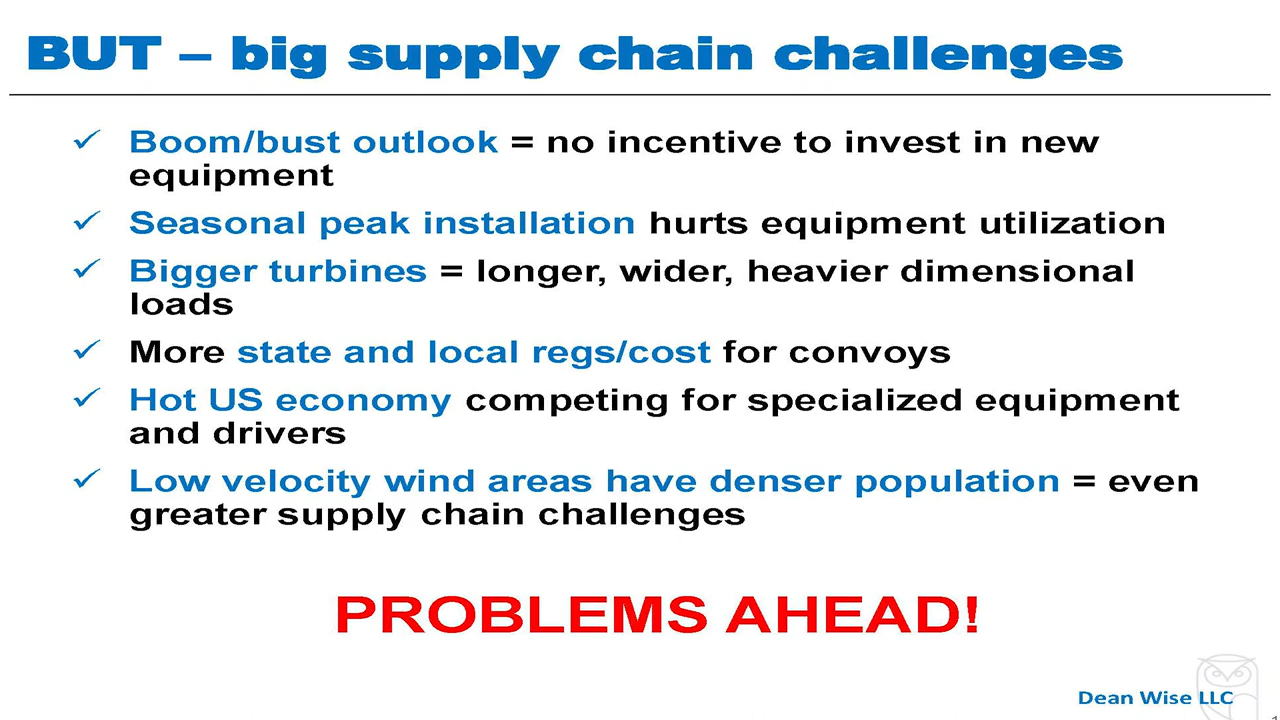 BUT – big supply chain challenges
✓ Boom/bust outlook = no incentive to invest in new
equipment
✓ Seasonal peak installation hurts equipment utilization
✓ Bigger turbines = longer, wider, heavier dimensional
loads
✓ More state and local regs/cost for convoys
✓ Hot US economy competing for specialized equipment
and drivers
✓ Low velocity wind areas have denser population = even
greater supply chain challenges
PROBLEMS AHEAD!
Dean Wise LLC